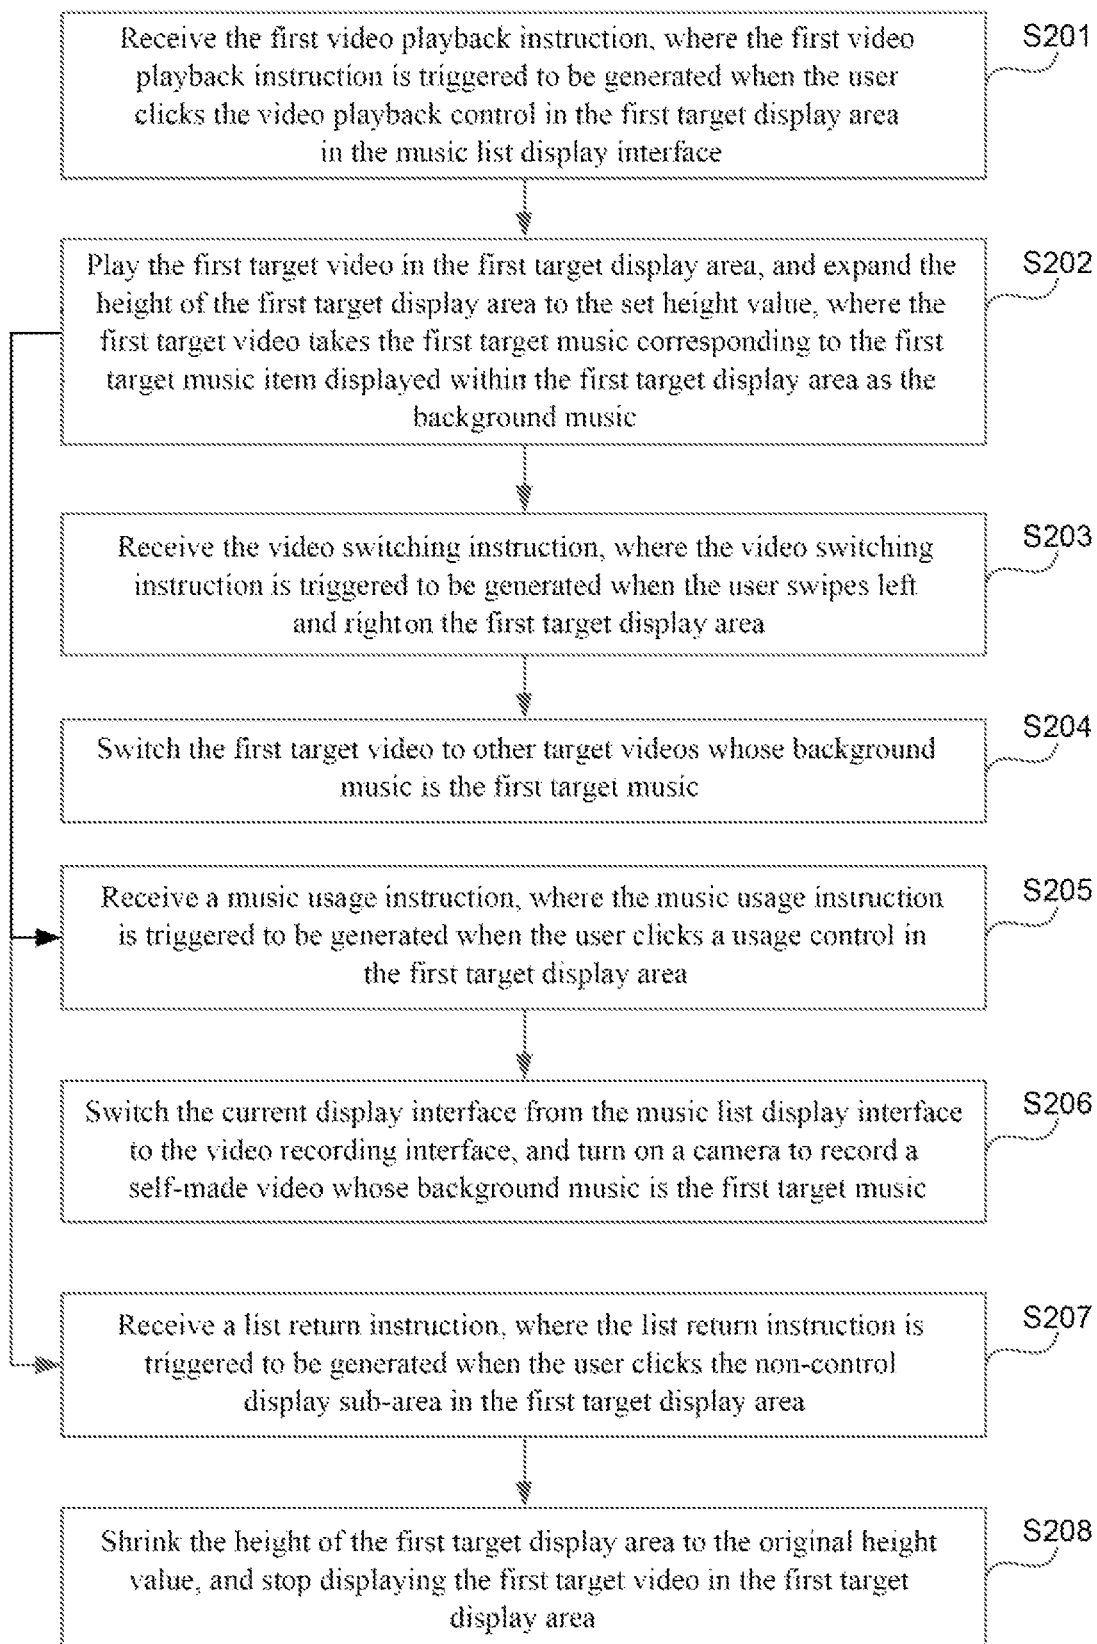 Receive the first video playback instruction, where the first video
playback instruction is triggered to be generated when the user
clicks the video playback control in the first target display area
in the music list display interface
S201
Play the first target video in the first target display area, and expand the
height of the first target display area to the set height value, where the
first target video takes the first target music corresponding to the first
target music item displayed within the first target display area as the
background music
S202
Receive the video switching instruction, where the video switching
instruction is triggered to be generated when the user swipes left
and righton the first target display area
S203
Switch the first target video to other target videos whose background
music is the first target music
S204
Receive a music usage instruction, where the music usage instruction
is triggered to be generated when the user clicks a usage control in
the first target display area
S205
Switch the current display interface from the music list display interface
to the video recording interface, and turn on a camera to record a
self-made video whose background music is the first target music
S206
Receive a list return instruction, where the list return instruction is
triggered to be generated when the user clicks the non-control
display sub-area in the first target display area
S207
Shrink the height of the first target display area to the original height
value, and stop displaying the first target video in the first target
display area
S208